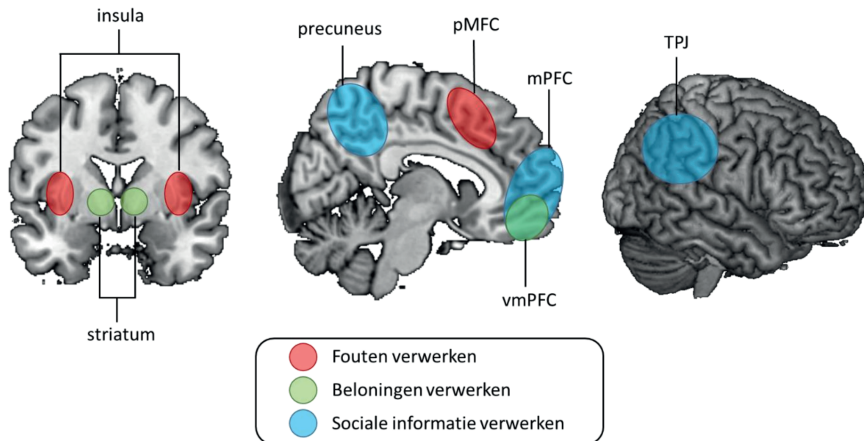 insula
precuneus
pMFC
TPJ
mPFC
vmPFC
striatum
Fouten verwerken
Beloningen verwerken
Sociale informatie verwerken